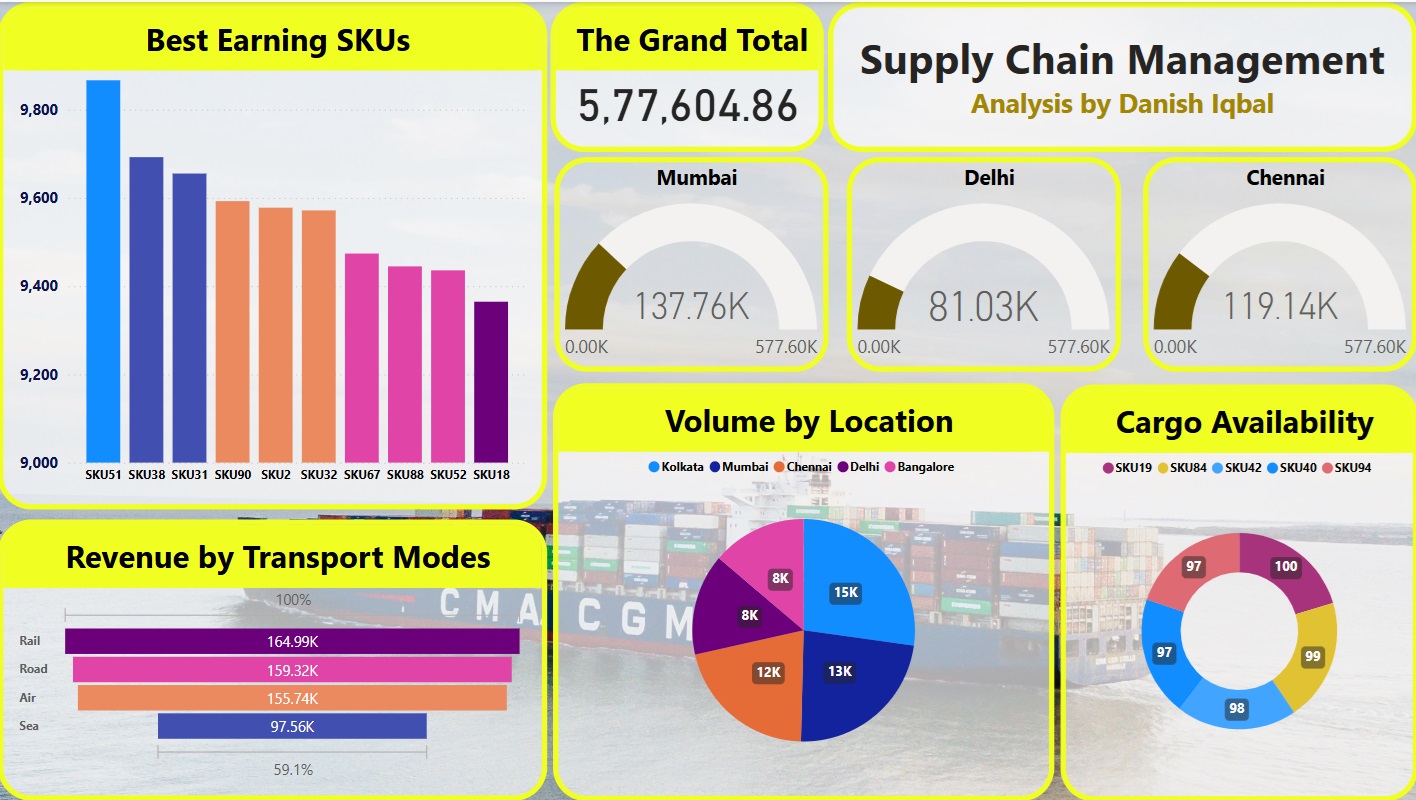 Best Earning SKUs
9,800
9,600
9,400
9,200
9,000
SKU51 SKU38 SKU31 SKU90 SKU2 SKU32 SKU67 SKU88 SKU52 SKU18
The Grand Total
5,77,604.86
Supply Chain Management
Analysis by Danish Iqbal
Mumbai
137.76K
0.00K 577.60K
Delhi
81.03K
0.00K 577.60K
Chennai
119.14K
0.00K 577.60K
Revenue by Transport Modes
100%
Rail 164.99K
Road 159.32K
Air 155.74K
Sea 97.56K
59.1%
Volume by Location
Kolkata Mumbai Chennai Delhi Bangalore
8K 15K
8K
12K 13K
Cargo Availability
SKU19 SKU84 SKU42 SKU40 SKU94
97 100
97 99
98
CMA CGM